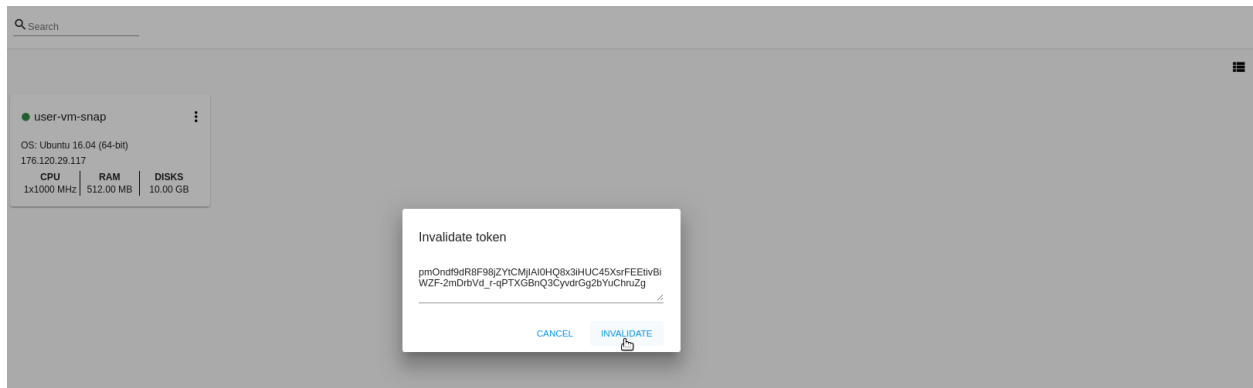 Search
user-vm-snap
OS: Ubuntu 16.04 (64-bit)
176.120.29.117
CPU RAM DISKS
1x1000 MHz 512.00 MB 10.00 GB
Invalidate token
pmOndf9dR8F98jZYtCMjIAI0HQ8x3iHUC45XsrFEEtivBi
WZF-2mDrbVd_r-qPTXGBnQ3CyvdrGg2bYuChruZg
CANCEL INVALIDATE